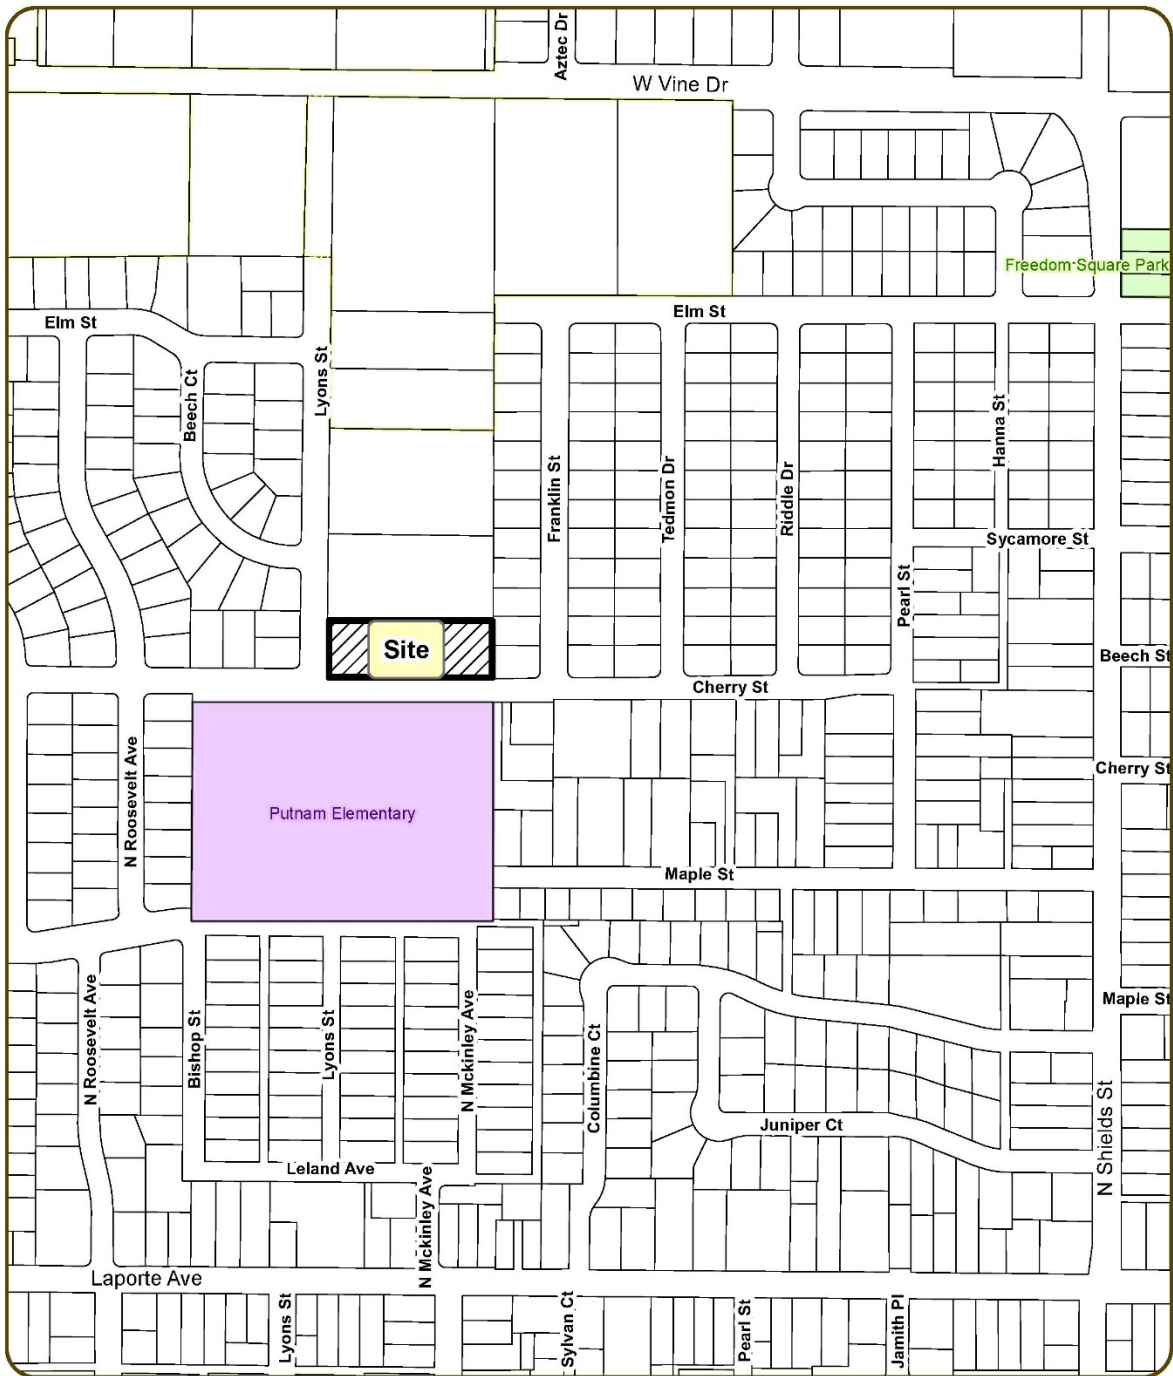 Aztec Dr
W Vine Dr
Freedom Square Park
Elm St
Elm St
Lyons St
Beech Ct
Hanna St
Franklin St
Tedmon Dr
Riddle Dr
Sycamore St
Pearl St
Site
Beech St
Cherry St
N Roosevelt Ave
Cherry St
Putnam Elementary
Maple St
N Roosevelt Ave
Bishop St
Lyons St
N Mckinley Ave
Columbine Ct
Maple St
Juniper Ct
N Shields St
Leland Ave
N Mckinley Ave
Laporte Ave
Lyons St
Sylvan Ct
Pearl St
Jamith Pl